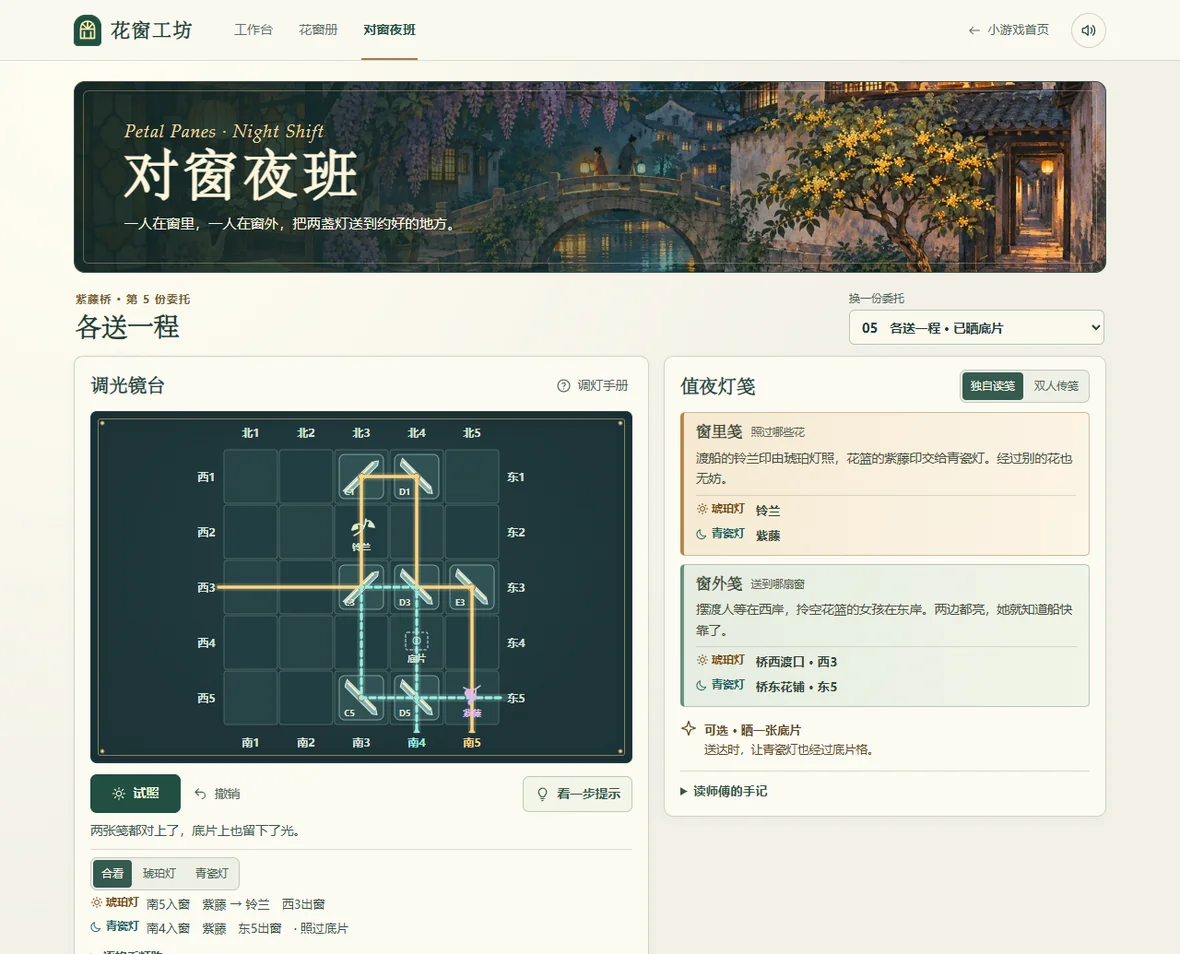 花窗工坊 工作台 花窗册 对窗夜班 ← 小游戏首页
Petal Panes · Night Shift
对窗夜班
一人在窗里，一人在窗外，把两盏灯送到约好的地方。
紫藤桥 • 第 5 份委托
各送一程
换一份委托
05 各送一程 • 已晒底片
调光镜台 调灯手册
北1 北2 北3 北4 北5
西1 C1 D1 东1
西2 铃兰 东2
西3 C3 D3 E3 东3
西4 底片 东4
西5 C5 D5 紫藤 东5
南1 南2 南3 南4 南5
试照 撤销 看一步提示
两张笺都对上了，底片上也留下了光。
合看 琥珀灯 青瓷灯
琥珀灯 南5入窗 紫藤 → 铃兰 西3出窗
青瓷灯 南4入窗 紫藤 东5出窗 · 照过底片
值夜灯笺 独自读笺 双人传笺
窗里笺 照过哪些花
渡船的铃兰印由琥珀灯照，花篮的紫藤印交给青瓷灯。经过别的花也
无妨。
琥珀灯 铃兰
青瓷灯 紫藤
窗外笺 送到哪扇窗
摆渡人等在西岸，拎空花篮的女孩在东岸。两边都亮，她就知道船快
靠了。
琥珀灯 桥西渡口 • 西3
青瓷灯 桥东花铺 • 东5
可选 • 晒一张底片
送达时，让青瓷灯也经过底片格。
读师傅的手记